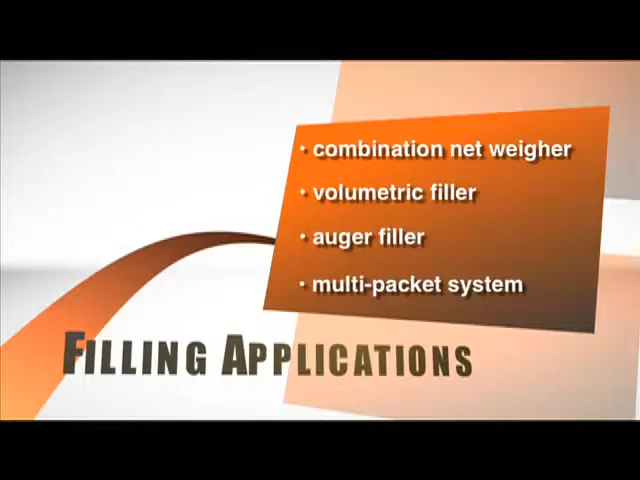 • combination net weigher
• volumetric filler
• auger filler
• multi-packet system
FILLING APPLICATIONS